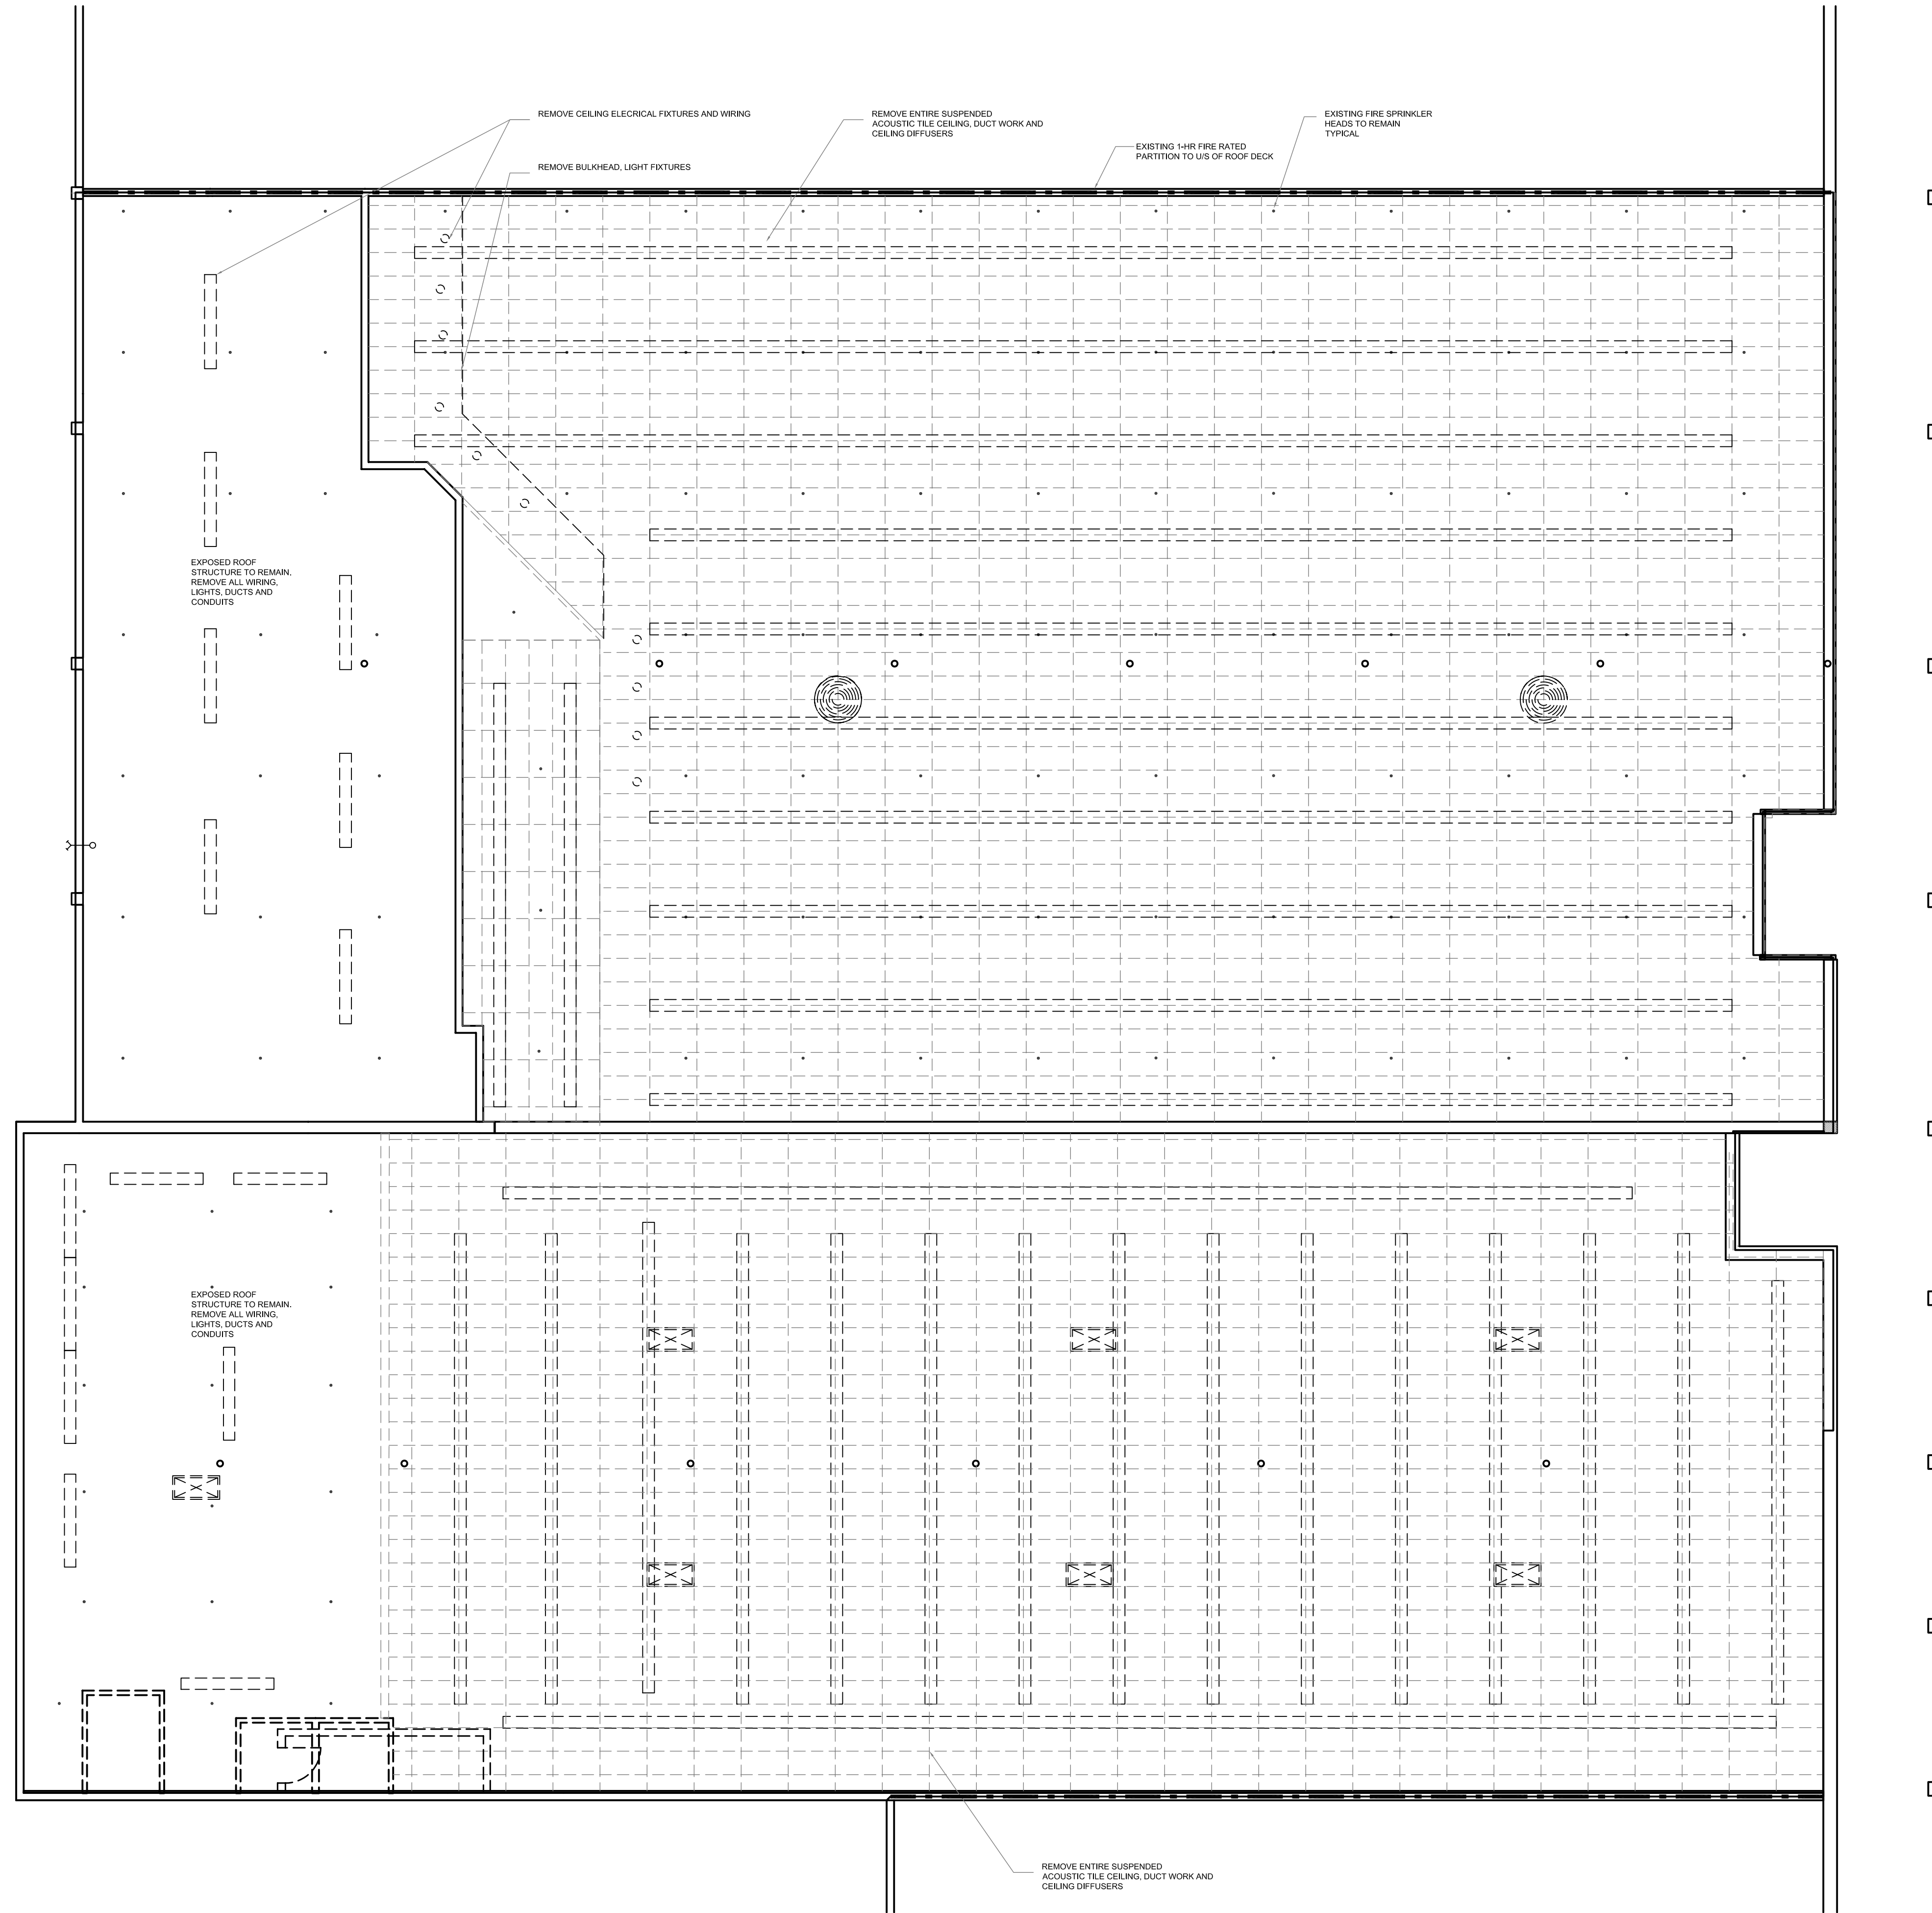 REMOVE CEILING ELECRICAL FIXTURES AND WIRING
REMOVE ENTIRE SUSPENDED
ACOUSTIC TILE CEILING, DUCT WORK AND
CEILING DIFFUSERS
EXISTING FIRE SPRINKLER
HEADS TO REMAIN
TYPICAL
EXISTING 1-HR FIRE RATED
PARTITION TO U/S OF ROOF DECK
REMOVE BULKHEAD, LIGHT FIXTURES
EXPOSED ROOF
STRUCTURE TO REMAIN,
REMOVE ALL WIRING,
LIGHTS, DUCTS AND
CONDUITS
EXPOSED ROOF
STRUCTURE TO REMAIN.
REMOVE ALL WIRING,
LIGHTS, DUCTS AND
CONDUITS
REMOVE ENTIRE SUSPENDED
ACOUSTIC TILE CEILING, DUCT WORK AND
CEILING DIFFUSERS